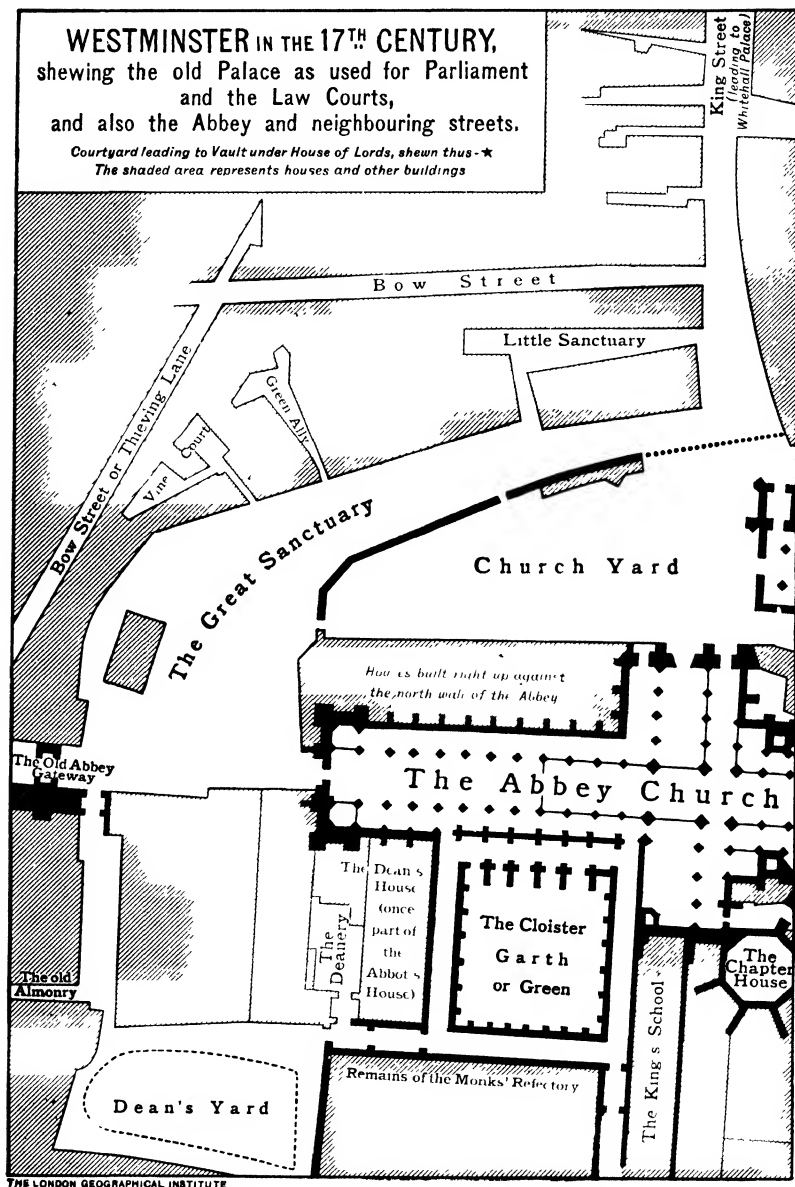 WESTMINSTER IN THE 17TH CENTURY,
shewing the old Palace as used for Parliament
and the Law Courts,
and also the Abbey and neighbouring streets.
Courtyard leading to Vault under House of Lords, shewn thus - ★
The shaded area represents houses and other buildings
King Street
(leading to
Whitehall Palace)
Bow Street
Little Sanctuary
Green Ally
Vine Court
Bow Street or Thieving Lane
The Great Sanctuary
Church Yard
Houses built right up against
the north wall of the Abbey
The Old Abbey
Gateway
The Abbey Church
The Dean's
House
(once
part of
the
Abbot's
House)
The
Deanery
The Cloister
Garth
or Green
The
Chapter
House
The old
Almonry
The King's School
Remains of the Monks' Refectory
Dean's Yard
THE LONDON GEOGRAPHICAL INSTITUTE